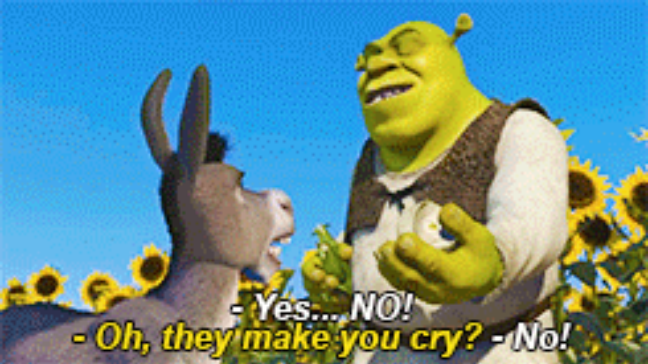 - Yes... NO!
- Oh, they make you cry? - No!